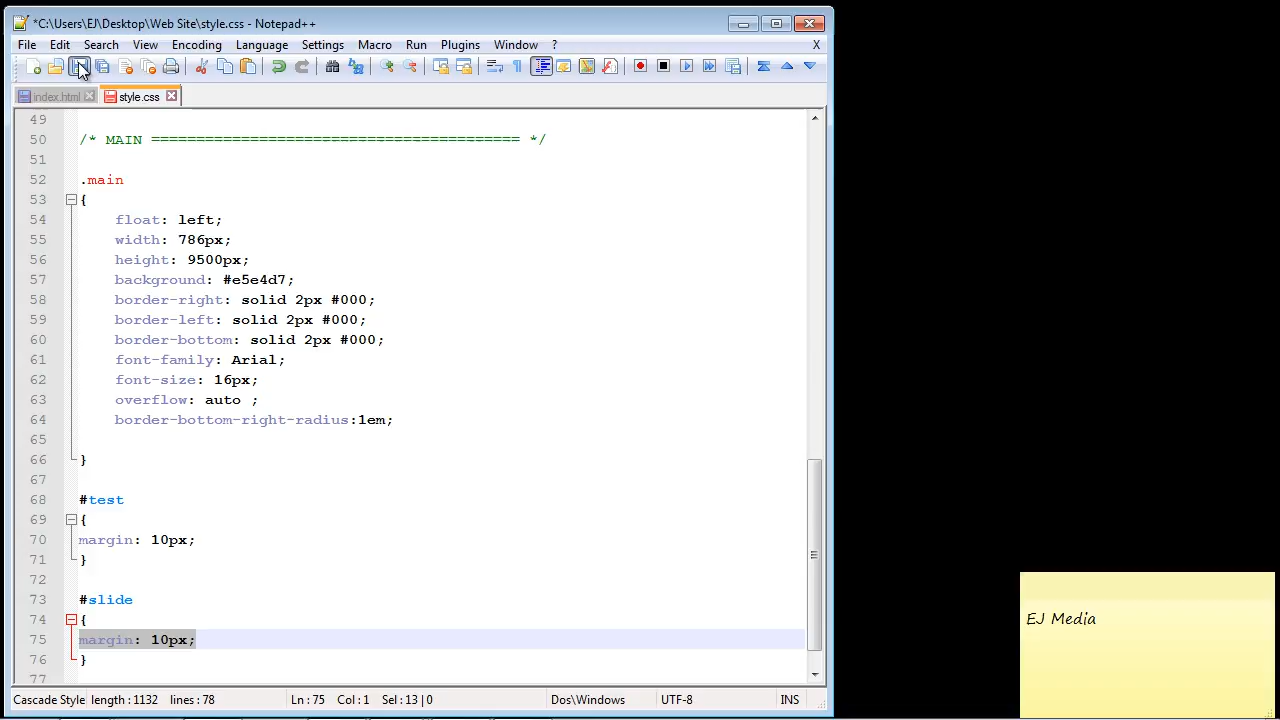 *C:\Users\EJ\Desktop\Web Site\style.css - Notepad++
File Edit Search View Encoding Language Settings Macro Run Plugins Window ? X
index.html style.css
49
50 /* MAIN ========================================= */
51
52 .main
53 {
54 float: left;
55 width: 786px;
56 height: 9500px;
57 background: #e5e4d7;
58 border-right: solid 2px #000;
59 border-left: solid 2px #000;
60 border-bottom: solid 2px #000;
61 font-family: Arial;
62 font-size: 16px;
63 overflow: auto ;
64 border-bottom-right-radius:1em;
65
66 }
67
68 #test
69 {
70 margin: 10px;
71 }
72
73 #slide
74 {
75 margin: 10px;
76 }
77
Cascade Style length : 1132 lines : 78 Ln : 75 Col : 1 Sel : 13 | 0 Dos\Windows UTF-8 INS
EJ Media